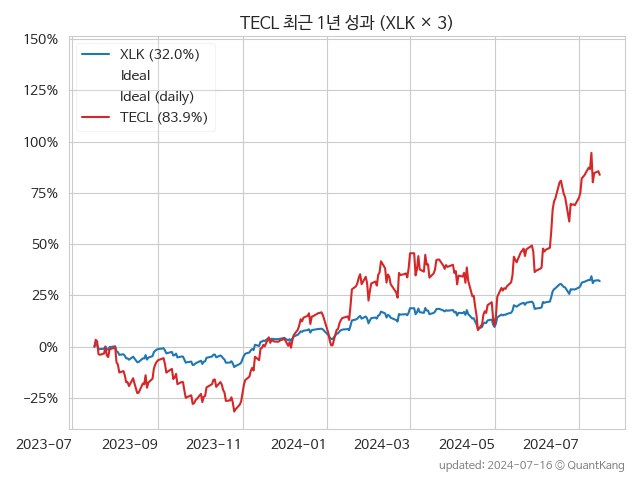 TECL 최근 1년 성과 (XLK × 3)
150%
125%
100%
75%
50%
25%
0%
−25%
XLK (32.0%)
Ideal
Ideal (daily)
TECL (83.9%)
2023-07
2023-09
2023-11
2024-01
2024-03
2024-05
2024-07
updated: 2024-07-16 © QuantKang